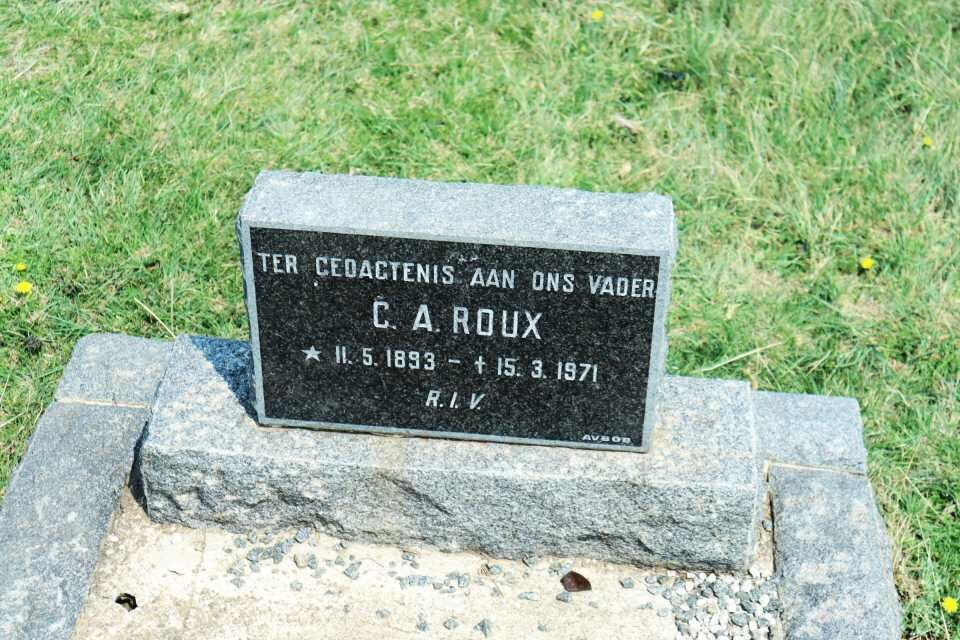 TER GEDACTENIS AAN ONS VADER
C. A. ROUX
★ 11. 5. 1893 – ✝ 15. 3. 1971
R.I.V.
AVBOB